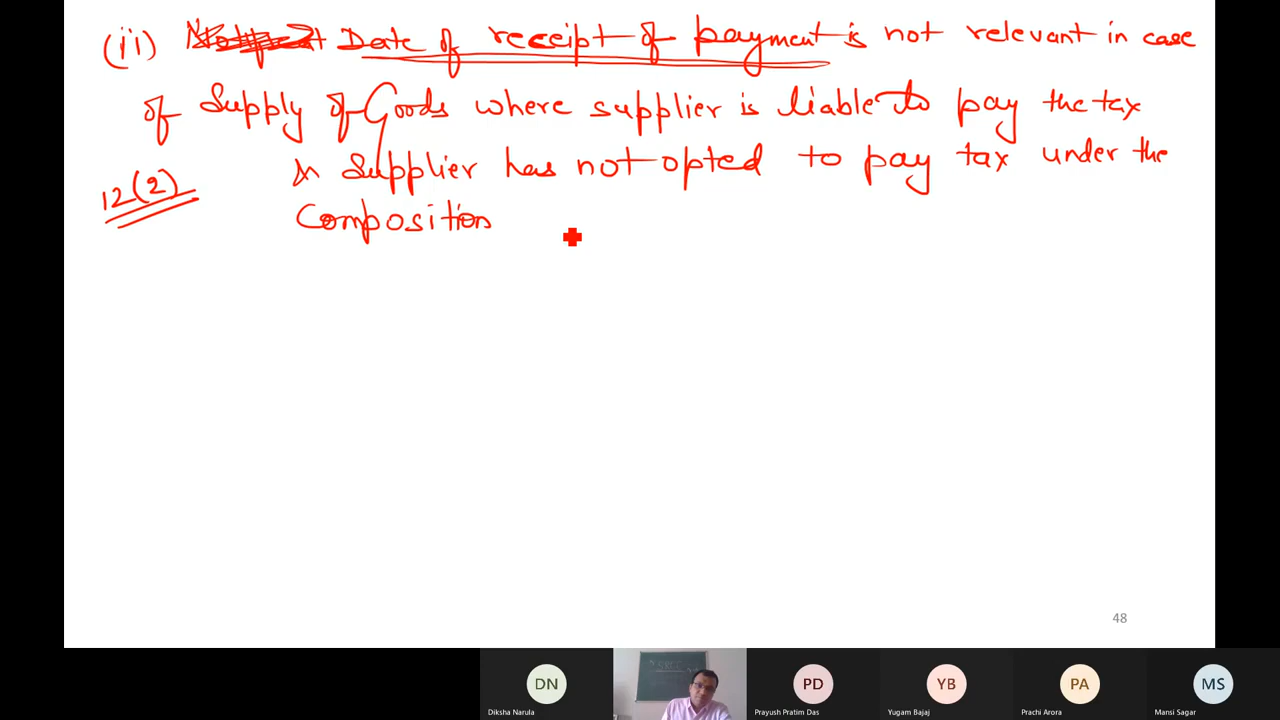 (ii) Date of receipt of payment is not relevant in case
of Supply of Goods where supplier is liable to pay the tax
& Supplier has not opted to pay tax under the
12(2)
Composition
48
DN
PD
YB
PA
MS
Diksha Narula
Prayush Pratim Das
Yugam Bajaj
Prachi Arora
Mansi Sagar